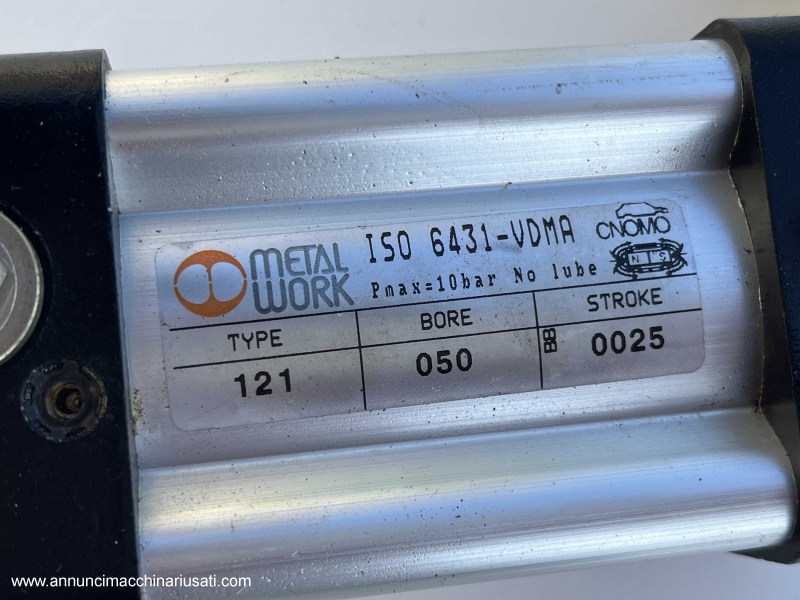 METAL WORK
ISO 6431-VDMA
CNOMO
Pmax=10bar No lube
N S
TYPE BORE STROKE
121 050 BB 0025
www.annuncimacchinariusati.com